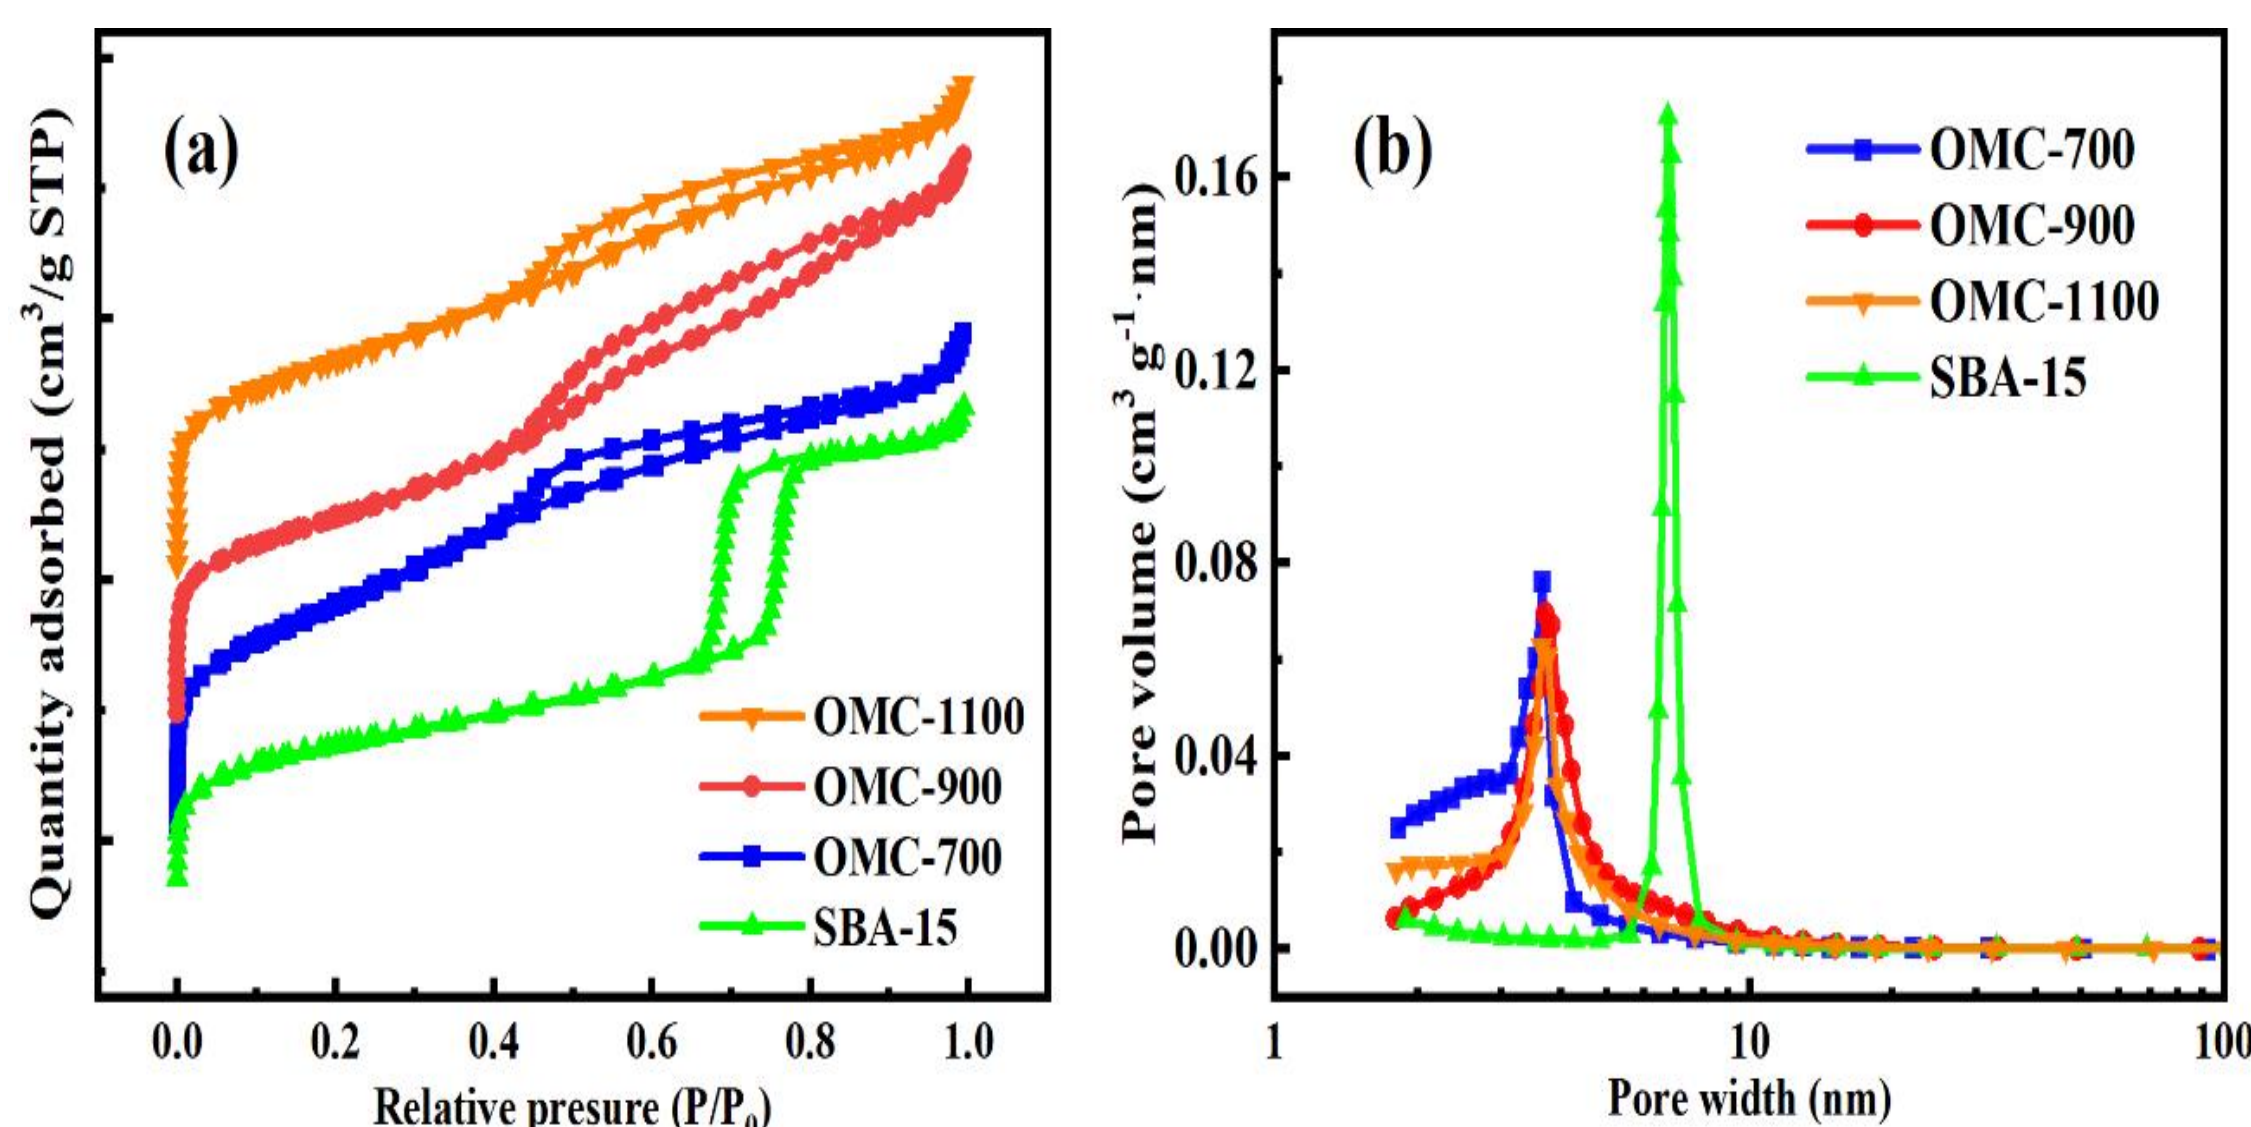 (a)
Quantity adsorbed (cm³/g STP)
OMC-1100
OMC-900
OMC-700
SBA-15
0.0 0.2 0.4 0.6 0.8 1.0
Relative presure (P/P₀)
(b)
Pore volume (cm³ g⁻¹·nm)
0.16
0.12
0.08
0.04
0.00
OMC-700
OMC-900
OMC-1100
SBA-15
1 10 100
Pore width (nm)